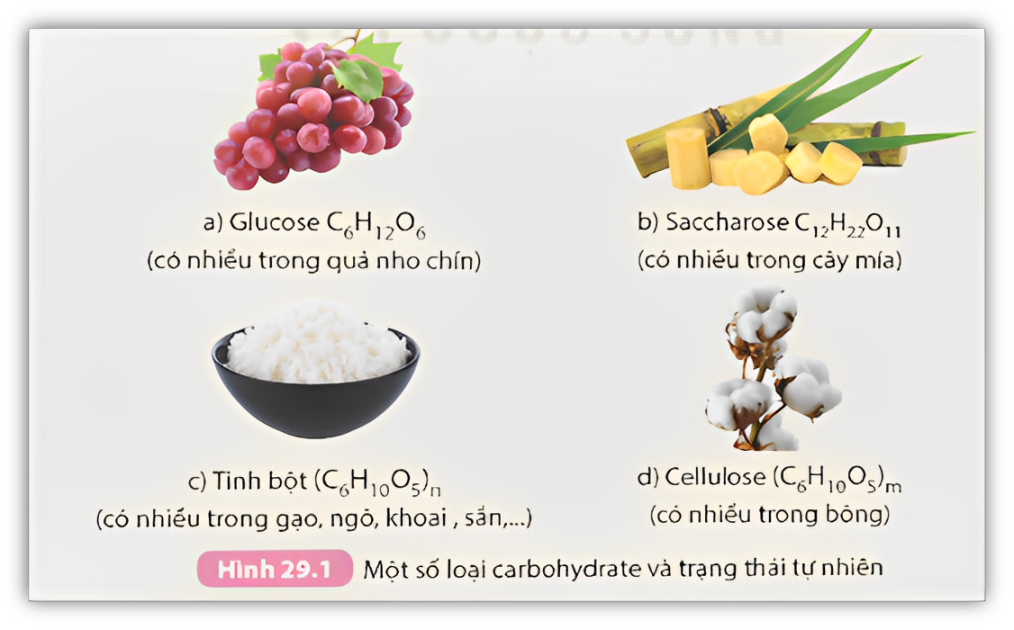 a) Glucose C₆H₁₂O₆
(có nhiều trong quả nho chín)
b) Saccharose C₁₂H₂₂O₁₁
(có nhiều trong cây mía)
c) Tinh bột (C₆H₁₀O₅)ₙ
(có nhiều trong gạo, ngô, khoai , sắn,...)
d) Cellulose (C₆H₁₀O₅)ₘ
(có nhiều trong bông)
Hình 29.1 Một số loại carbohydrate và trạng thái tự nhiên